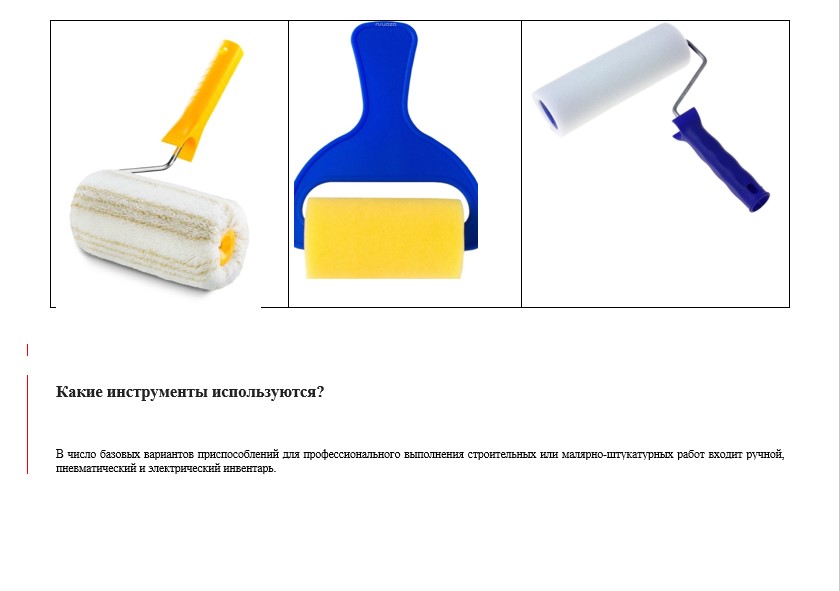 Какие инструменты используются?
В число базовых вариантов приспособлений для профессионального выполнения строительных или малярно-штукатурных работ входит ручной,
пневматический и электрический инвентарь.